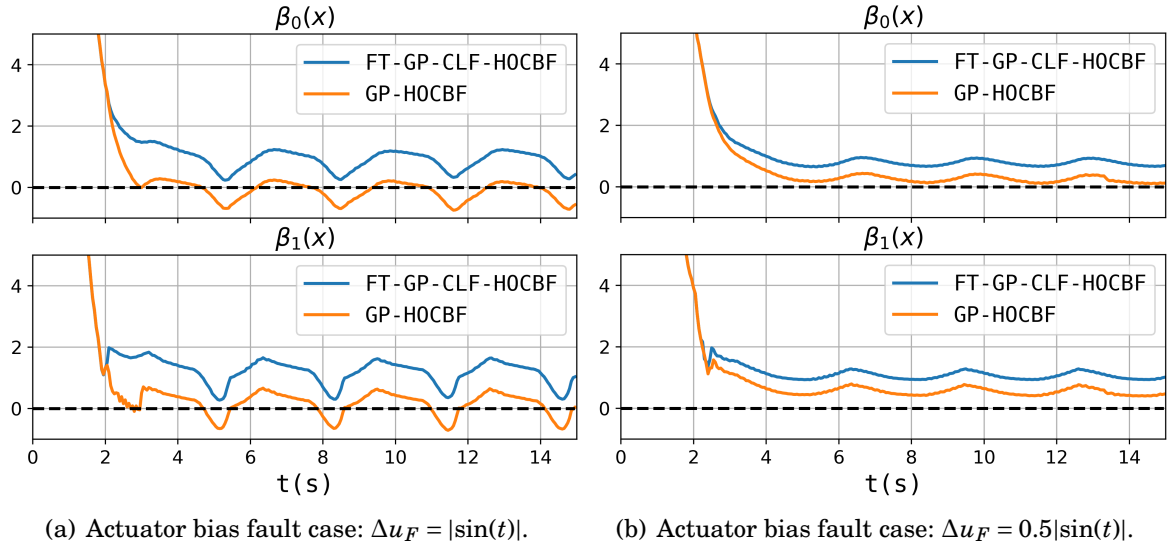 β₀(x)
4
2
0
FT-GP-CLF-HOCBF
GP-HOCBF
β₁(x)
4
2
0
FT-GP-CLF-HOCBF
GP-HOCBF
0 2 4 6 8 10 12 14
t(s)
(a) Actuator bias fault case: Δu_F = |sin(t)|.
β₀(x)
4
2
0
FT-GP-CLF-HOCBF
GP-HOCBF
β₁(x)
4
2
0
FT-GP-CLF-HOCBF
GP-HOCBF
0 2 4 6 8 10 12 14
t(s)
(b) Actuator bias fault case: Δu_F = 0.5|sin(t)|.